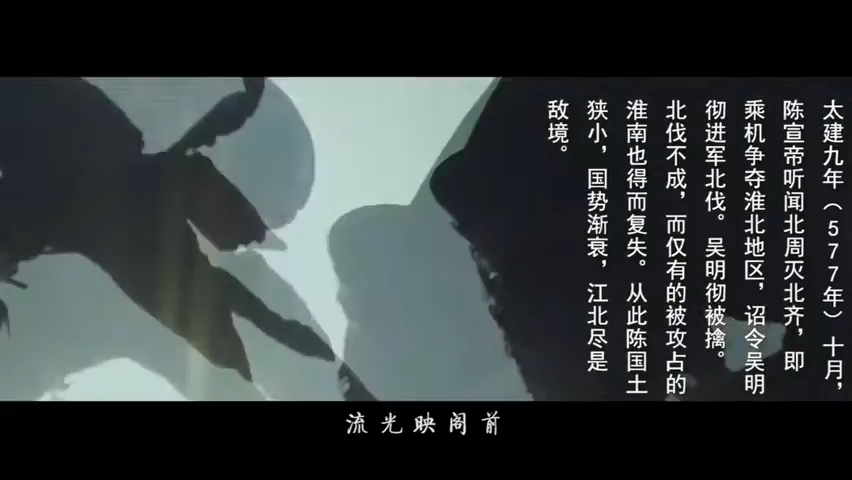 太建九年（577年）十月，
陈宣帝听闻北周灭北齐，即
乘机争夺淮北地区，诏令吴明
彻进军北伐。吴明彻被擒。
北伐不成，而仅有的被攻占的
淮南也得而复失。从此陈国土
狭小，国势渐衰，江北尽是
敌境。
流光映阁前